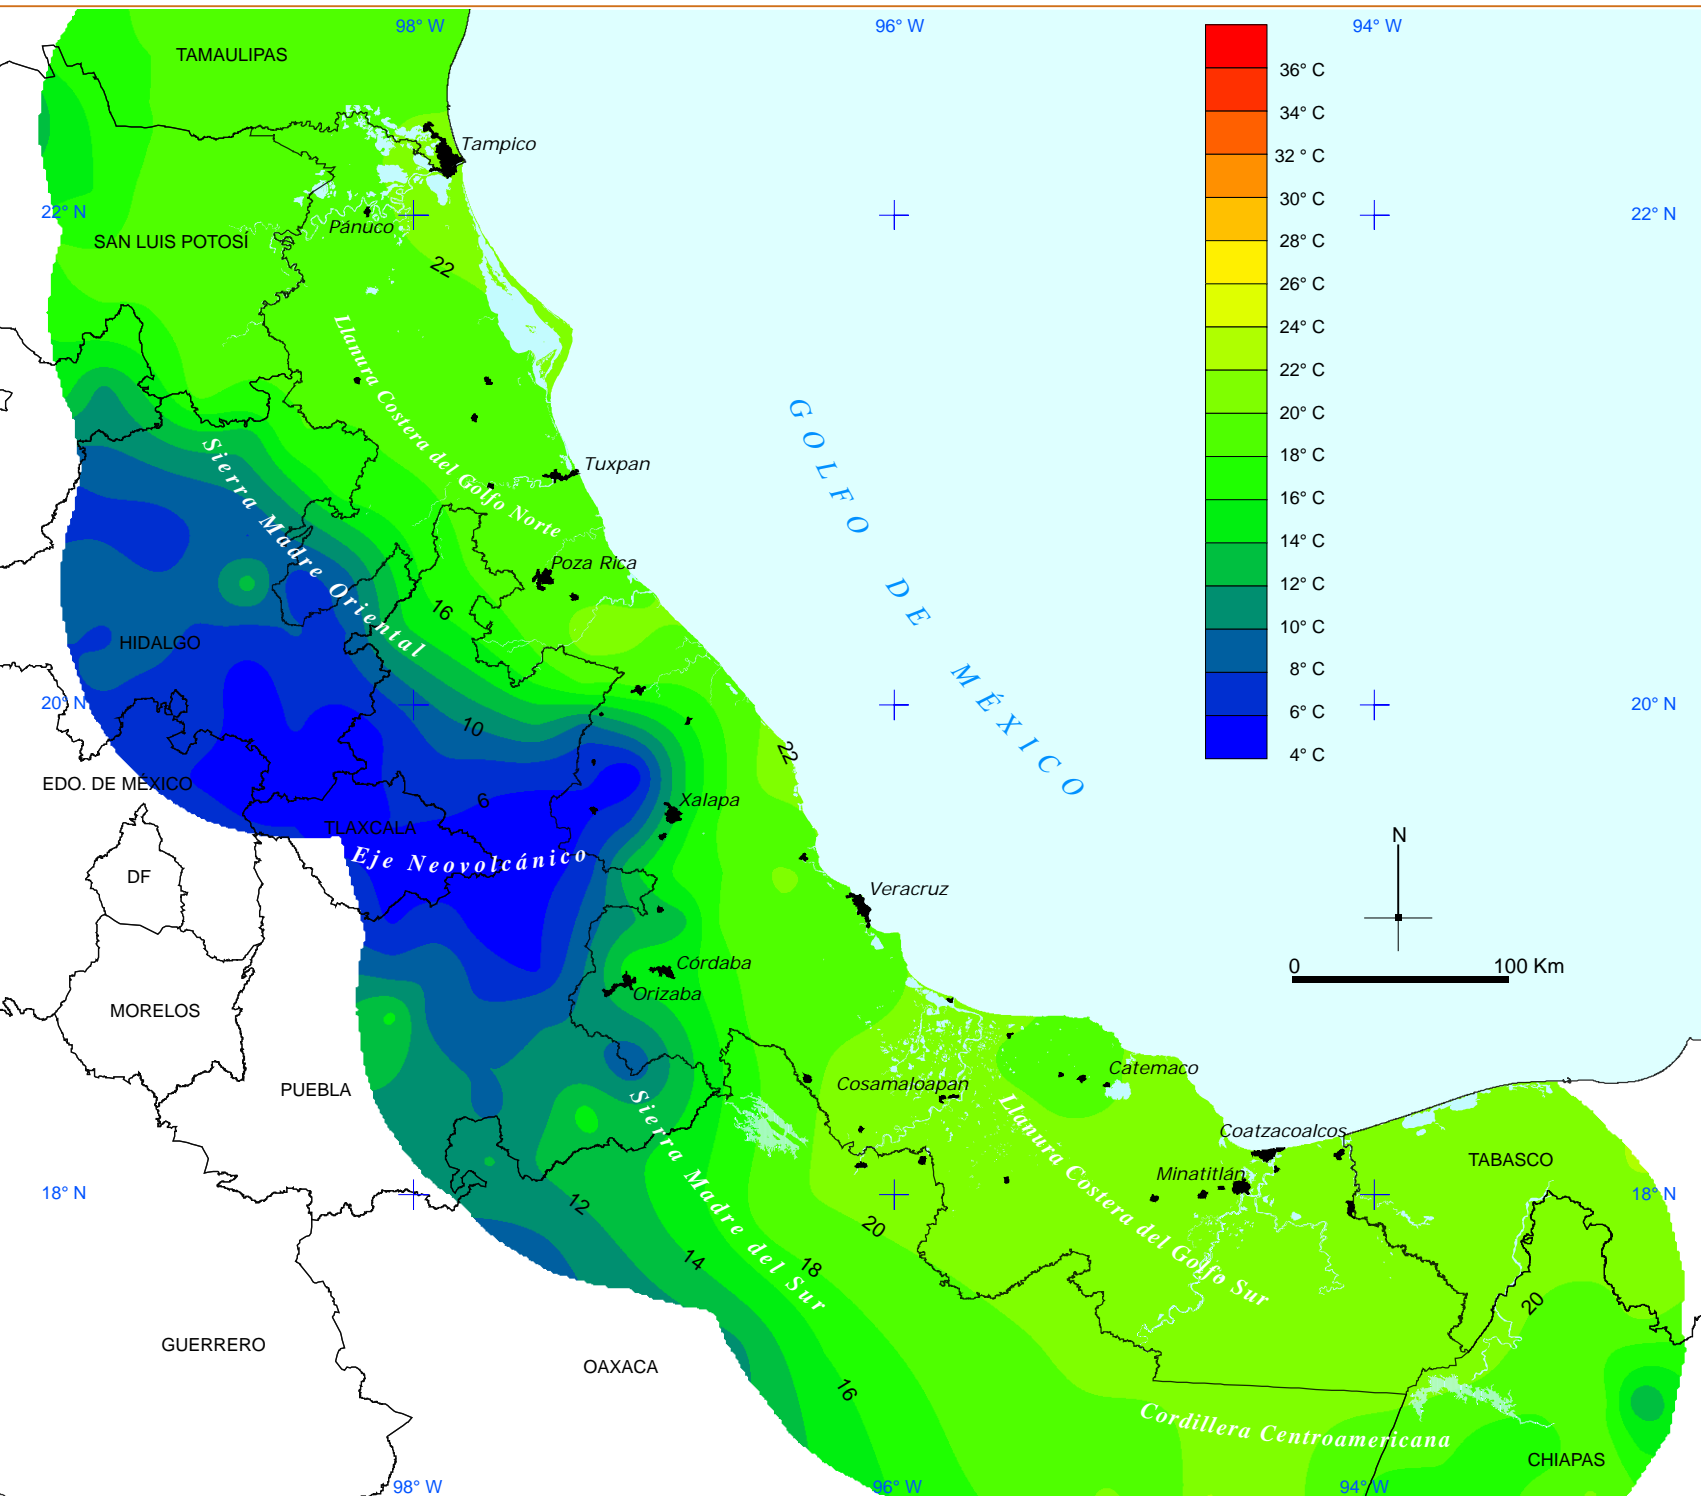 98° W
96° W
94° W
TAMAULIPAS
36° C
34° C
32 ° C
30° C
28° C
26° C
24° C
22° C
20° C
18° C
16° C
14° C
12° C
10° C
8° C
6° C
4° C
Tampico
22° N
22° N
Pánuco
SAN LUIS POTOSÍ
22
Llanura Costera del Golfo Norte
GOLFO DE MÉXICO
Sierra Madre Oriental
Tuxpan
Poza Rica
16
HIDALGO
20° N
20° N
10
22
EDO. DE MÉXICO
6
Xalapa
TLAXCALA
Eje Neovolcánico
DF
Veracruz
N
Córdaba
Orizaba
0
100 Km
MORELOS
PUEBLA
Cosamaloapan
Catemaco
Sierra Madre del Sur
Llanura Costera del Golfo Sur
Coatzacoalcos
Minatitlán
TABASCO
18° N
18° N
12
20
14
18
20
GUERRERO
OAXACA
16
Cordillera Centroamericana
CHIAPAS
98° W
96° W
94° W